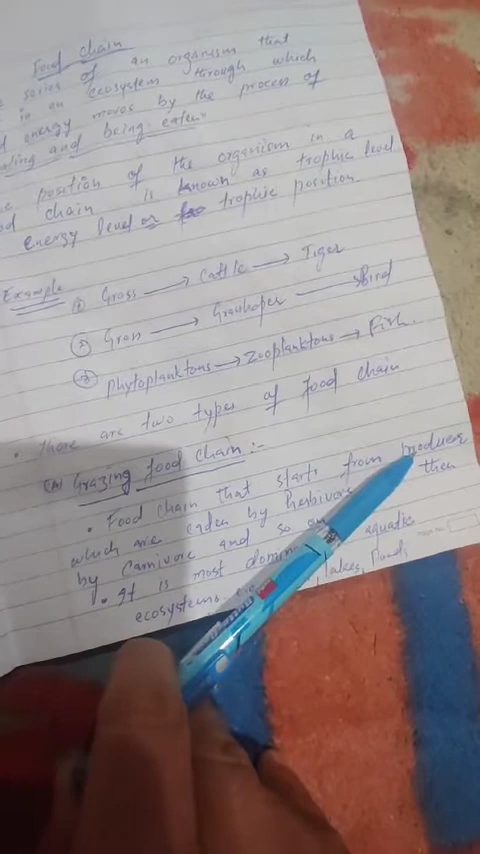 Food chain
series of an organism that
in an ecosystem through which
energy moves by the process of
and being eaten"
position of the organism in a
chain is known as trophic level
energy level or trophic position.
Example
① Grass → Cattle → Tiger
② Grass → Grashoper → Bird
③ Phytoplanktons → Zooplanktons → Fish.
• There are two types of food chain
(A) Grazing food chain :-
• Food chain that starts from producer
which are eaten by herbivore then
by Carnivore and so on
• It is most aquatic
ecosystems. Lakes, Ponds
PAGE NO.